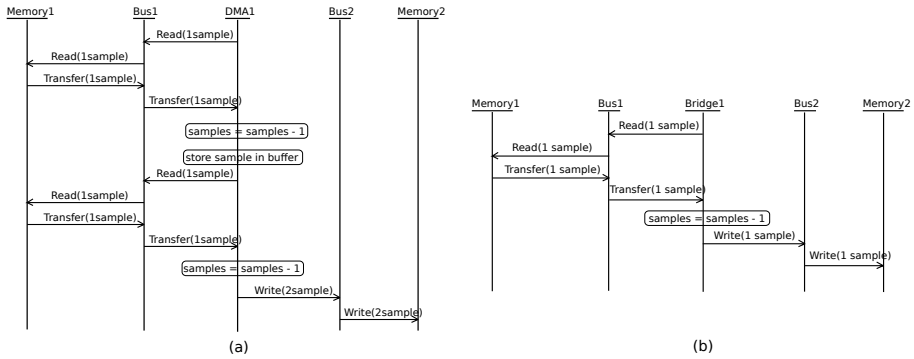 Memory1 Bus1 DMA1 Bus2 Memory2
Read(1sample)
Read(1sample)
Transfer(1sample)
Transfer(1sample)
samples = samples - 1
store sample in buffer
Read(1sample)
Read(1sample)
Transfer(1sample)
Transfer(1sample)
samples = samples - 1
Write(2sample)
Write(2sample)
(a)
Memory1 Bus1 Bridge1 Bus2 Memory2
Read(1 sample)
Read(1 sample)
Transfer(1 sample)
Transfer(1 sample)
samples = samples - 1
Write(1 sample)
Write(1 sample)
(b)